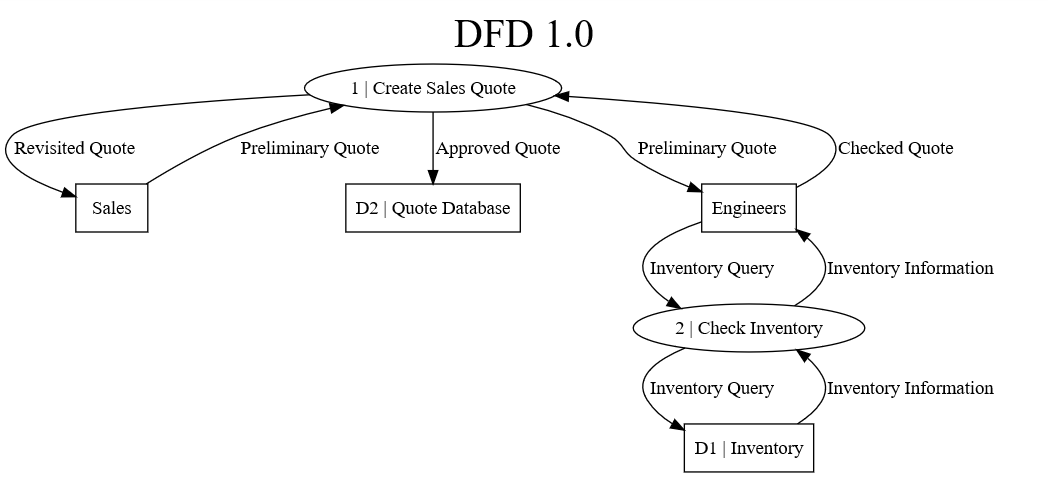 DFD 1.0
1 | Create Sales Quote
Revisited Quote
Preliminary Quote
Approved Quote
Preliminary Quote
Checked Quote
Sales
D2 | Quote Database
Engineers
Inventory Query
Inventory Information
2 | Check Inventory
Inventory Query
Inventory Information
D1 | Inventory